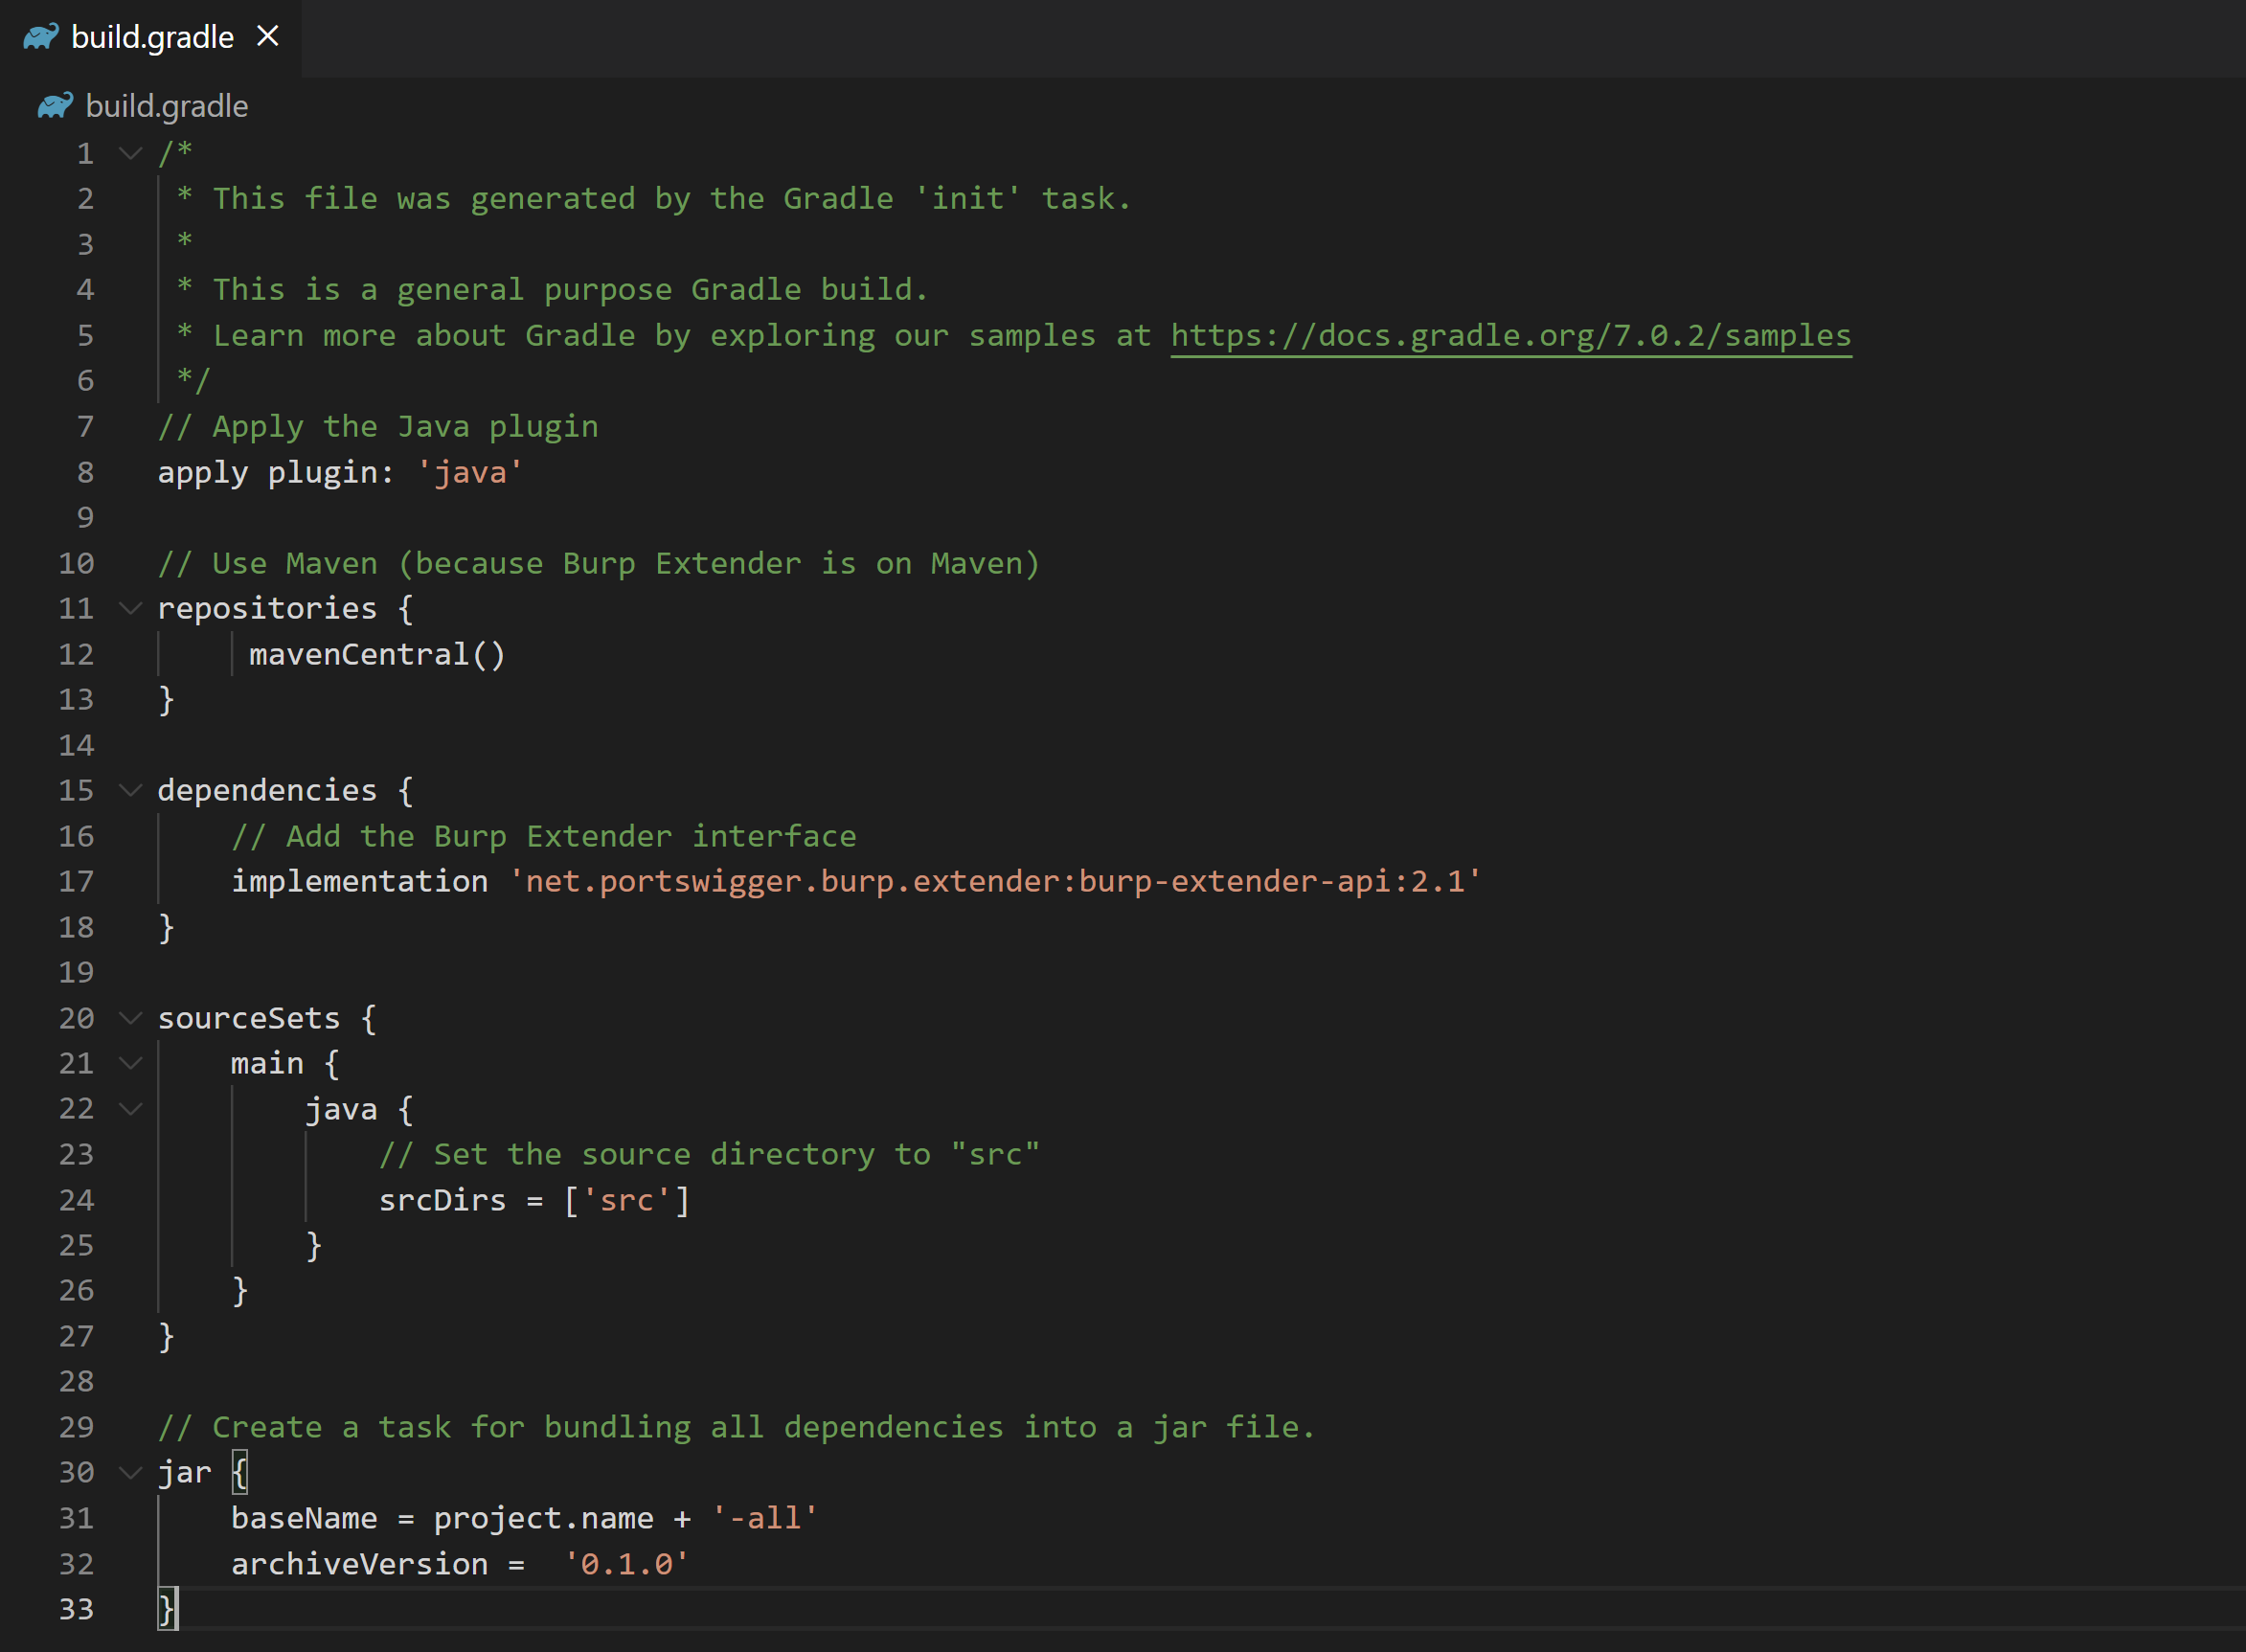 build.gradle
build.gradle
1 /*
2  * This file was generated by the Gradle 'init' task.
3  *
4  * This is a general purpose Gradle build.
5  * Learn more about Gradle by exploring our samples at https://docs.gradle.org/7.0.2/samples
6  */
7 // Apply the Java plugin
8 apply plugin: 'java'
9
10 // Use Maven (because Burp Extender is on Maven)
11 repositories {
12      mavenCentral()
13 }
14
15 dependencies {
16     // Add the Burp Extender interface
17     implementation 'net.portswigger.burp.extender:burp-extender-api:2.1'
18 }
19
20 sourceSets {
21     main {
22         java {
23             // Set the source directory to "src"
24             srcDirs = ['src']
25         }
26     }
27 }
28
29 // Create a task for bundling all dependencies into a jar file.
30 jar {
31     baseName = project.name + '-all'
32     archiveVersion =  '0.1.0'
33 }